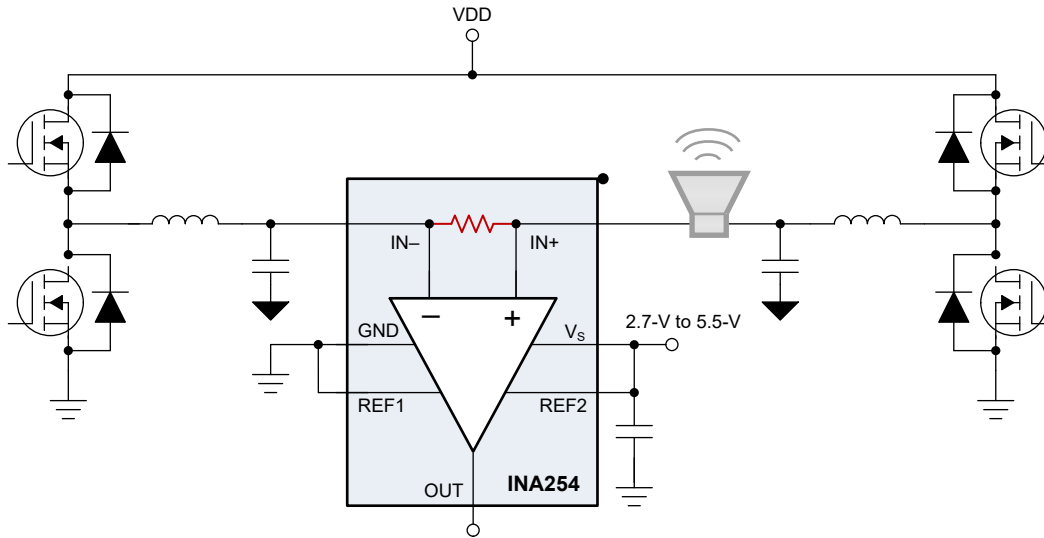 VDD
IN–
IN+
–
+
GND
VS
2.7-V to 5.5-V
REF1
REF2
OUT
INA254